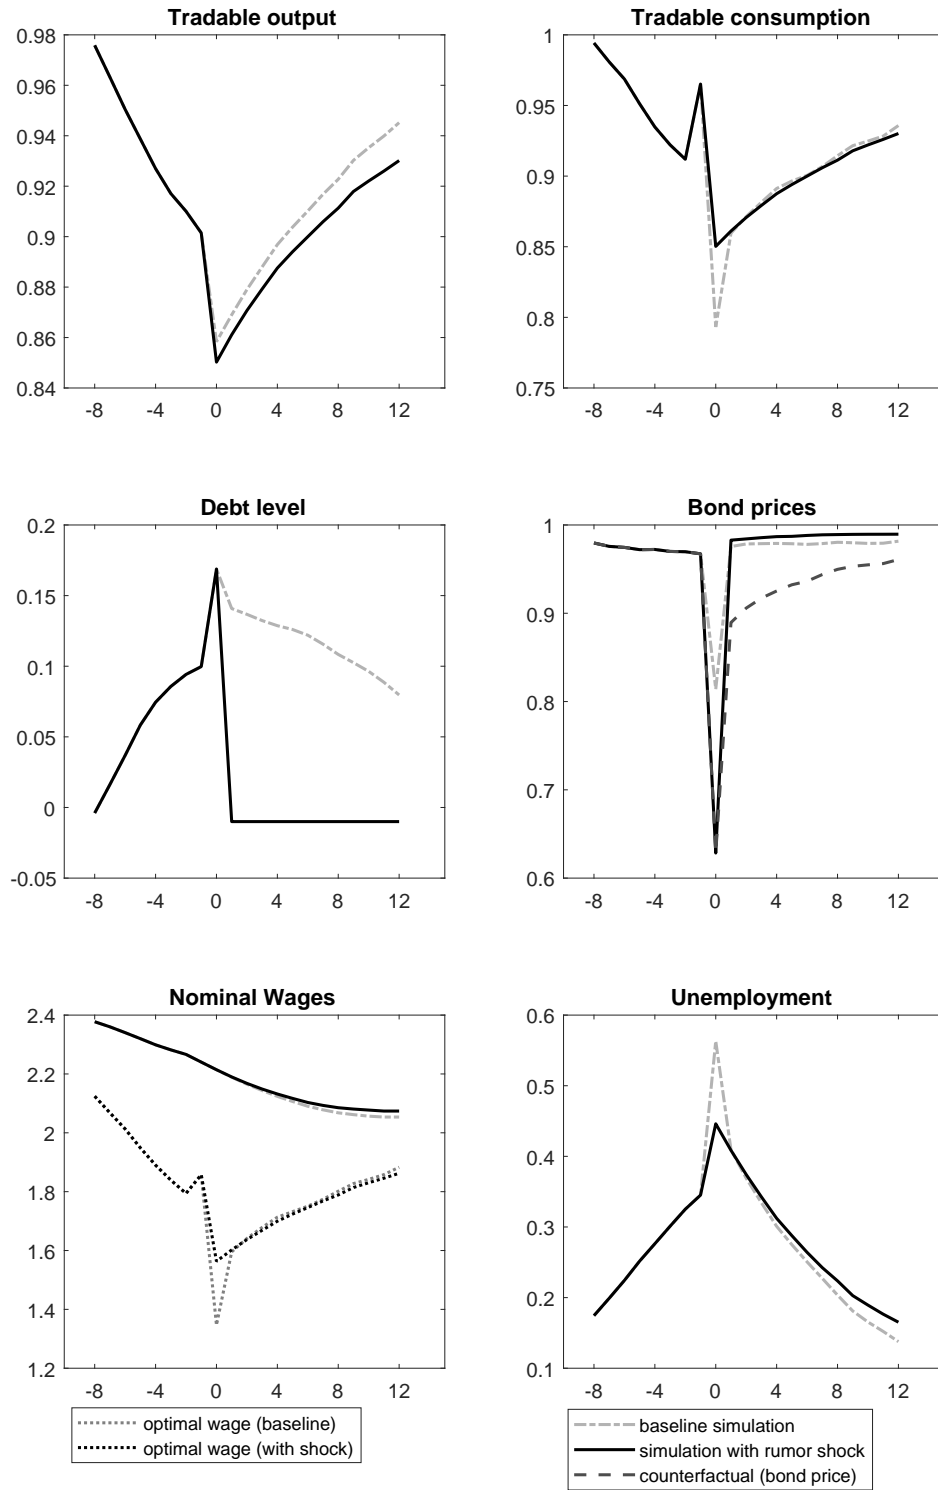 Tradable output
0.98
0.96
0.94
0.92
0.9
0.88
0.86
0.84
-8 -4 0 4 8 12
Tradable consumption
1
0.95
0.9
0.85
0.8
0.75
-8 -4 0 4 8 12
Debt level
0.2
0.15
0.1
0.05
0
-0.05
-8 -4 0 4 8 12
Bond prices
1
0.9
0.8
0.7
0.6
-8 -4 0 4 8 12
Nominal Wages
2.4
2.2
2
1.8
1.6
1.4
1.2
-8 -4 0 4 8 12
optimal wage (baseline)
optimal wage (with shock)
Unemployment
0.6
0.5
0.4
0.3
0.2
0.1
-8 -4 0 4 8 12
baseline simulation
simulation with rumor shock
counterfactual (bond price)